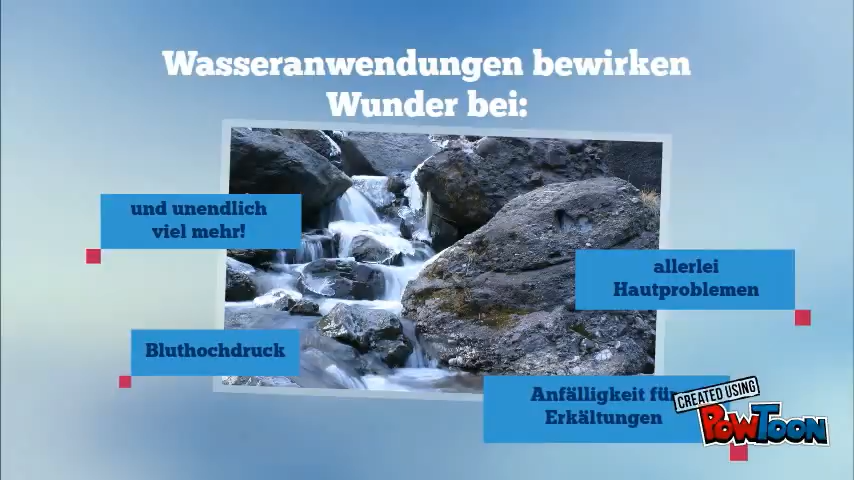 Wasseranwendungen bewirken
Wunder bei:
und unendlich
viel mehr!
allerlei
Hautproblemen
Bluthochdruck
Anfälligkeit für
Erkältungen
CREATED USING
POWTOON